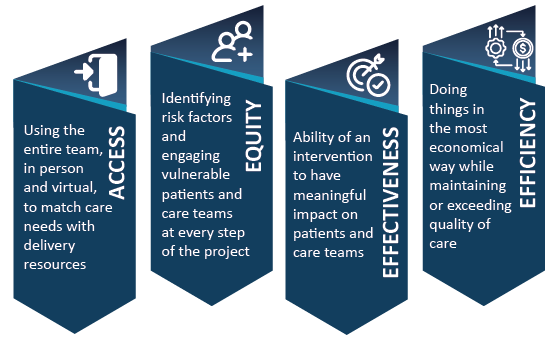 Using the
entire team,
in person
and virtual,
to match care
needs with
delivery
resources
ACCESS
Identifying
risk factors
and
engaging
vulnerable
patients and
care teams
at every step
of the project
EQUITY
Ability of an
intervention
to have
meaningful
impact on
patients and
care teams
EFFECTIVENESS
Doing
things in
the most
economical
way while
maintaining
or exceeding
quality of
care
EFFICIENCY
$